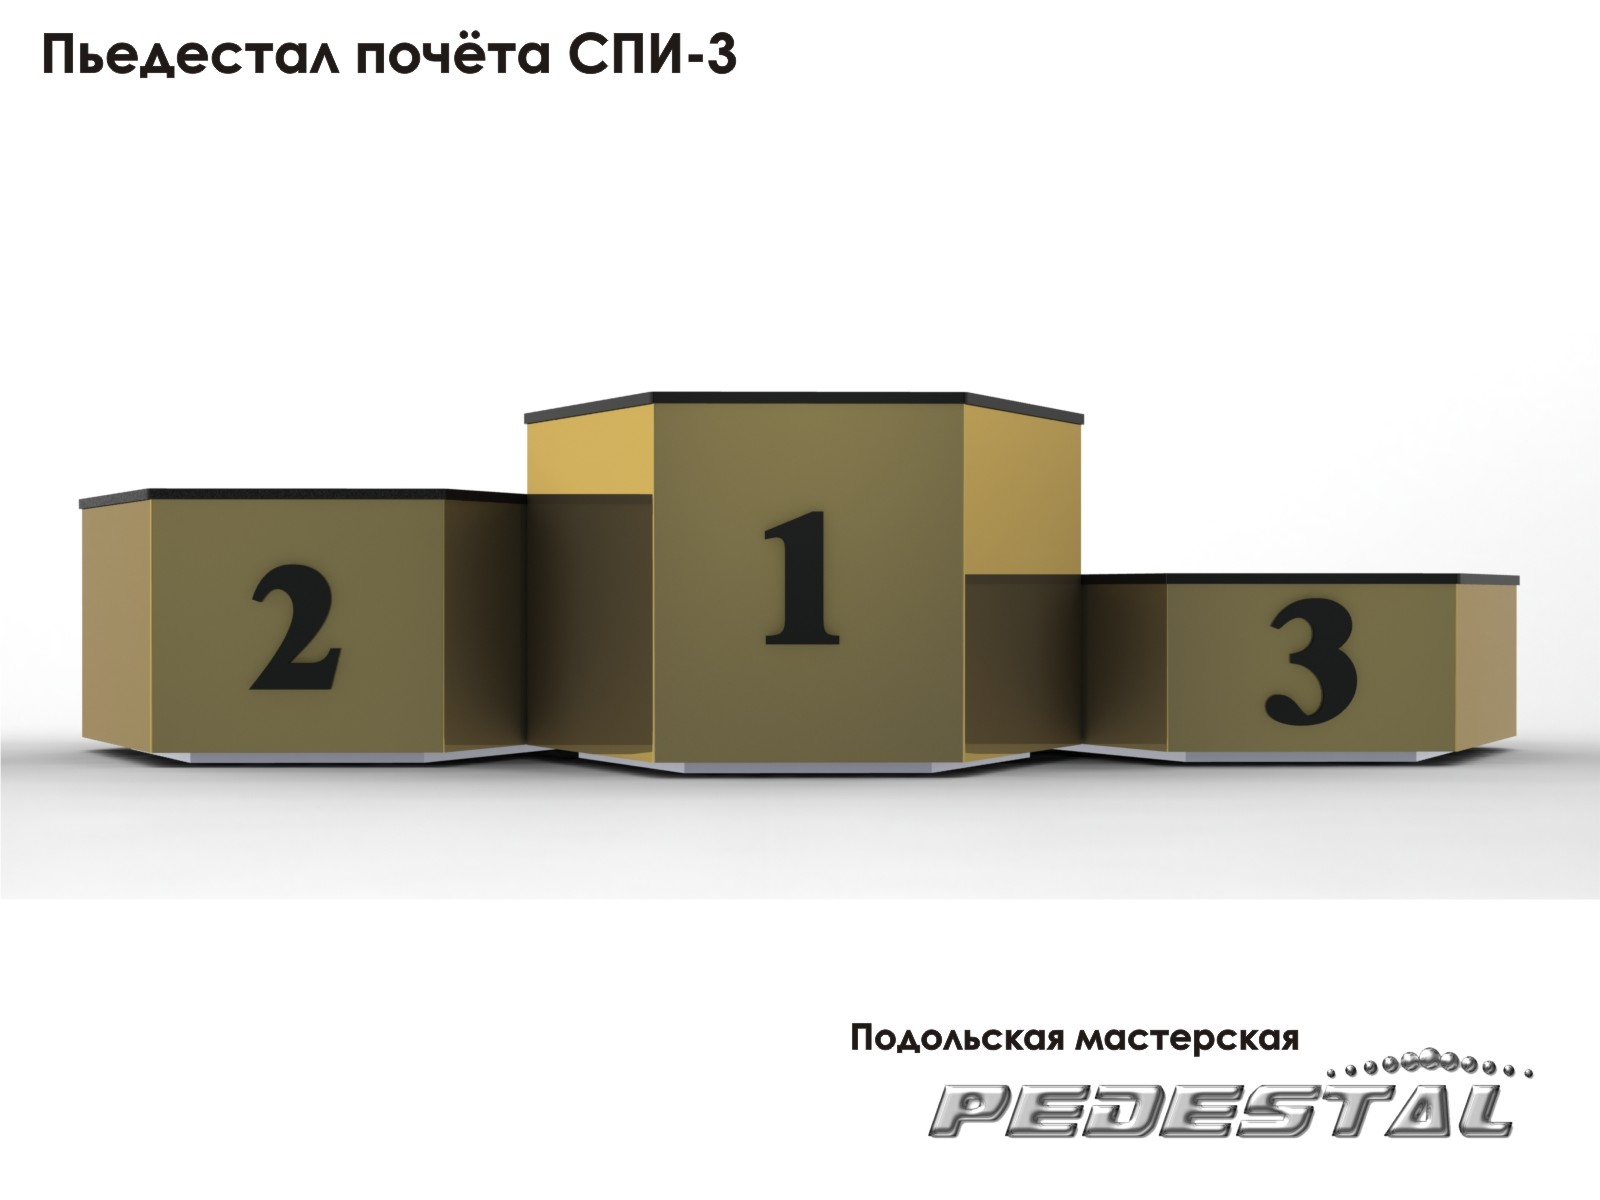 Пьедестал почёта СПИ-3
2
1
3
Подольская мастерская
PEDESTAL